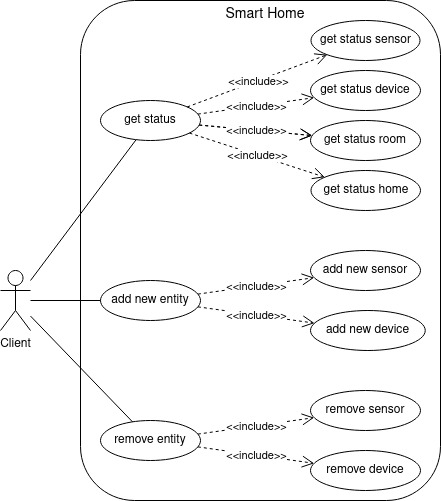 Smart Home
get status sensor
<<include>>
get status device
get status
<<include>>
get status room
<<include>>
get status home
<<include>>
add new sensor
<<include>>
add new entity
<<include>>
add new device
Client
remove sensor
<<include>>
remove entity
<<include>>
remove device